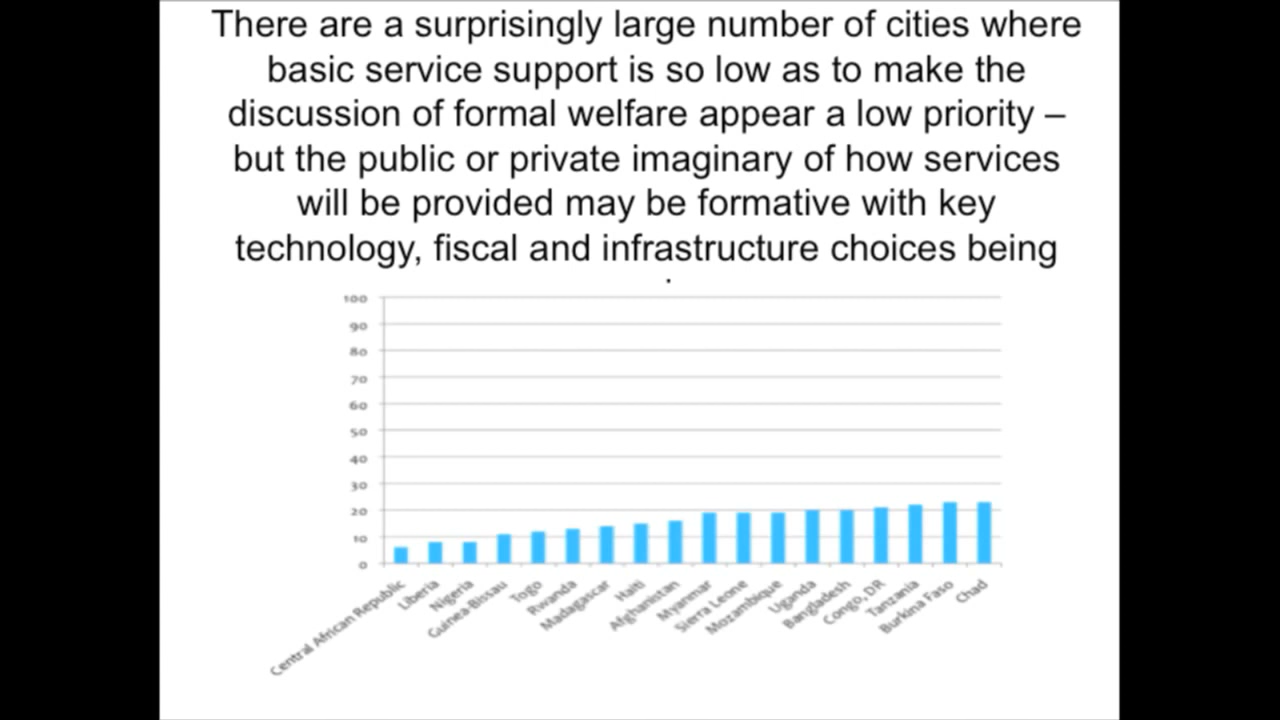 There are a surprisingly large number of cities where
basic service support is so low as to make the
discussion of formal welfare appear a low priority –
but the public or private imaginary of how services
will be provided may be formative with key
technology, fiscal and infrastructure choices being
.
100
90
80
70
60
50
40
30
20
10
0
Central African Republic
Liberia
Nigeria
Guinea-Bissau
Togo
Rwanda
Madagascar
Haiti
Afghanistan
Myanmar
Sierra Leone
Mozambique
Uganda
Bangladesh
Congo, DR
Tanzania
Burkina Faso
Chad